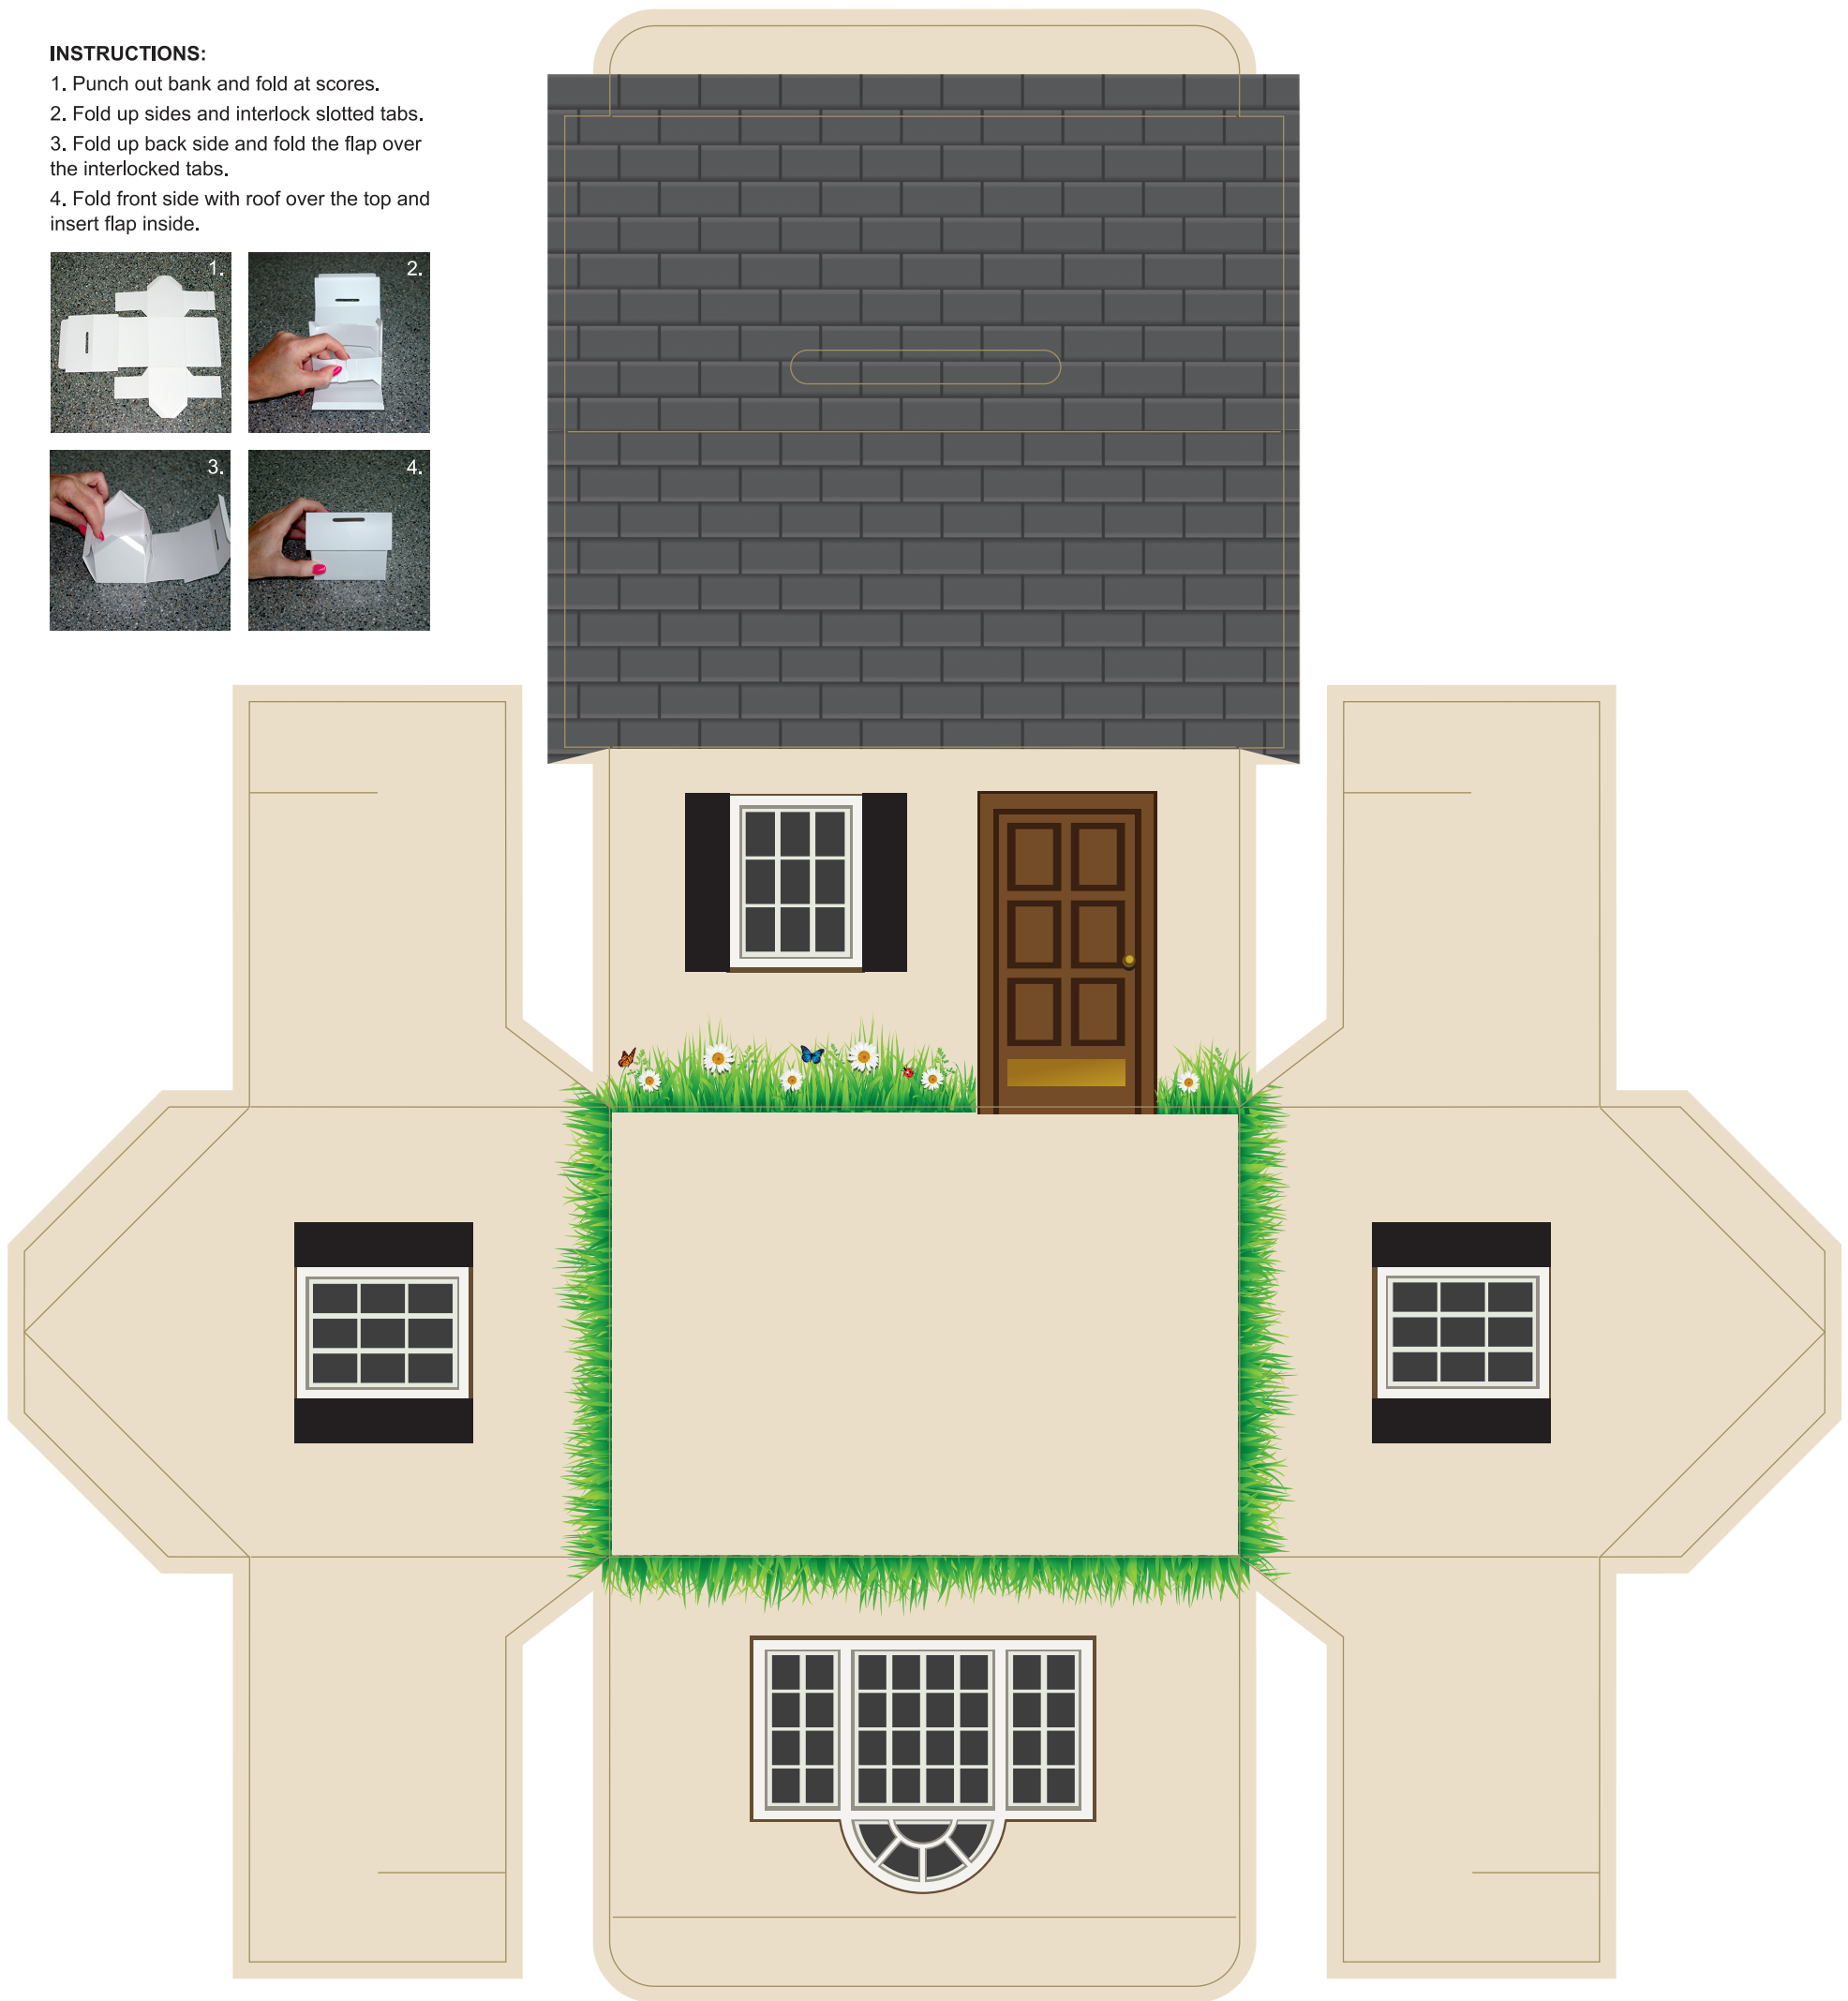 INSTRUCTIONS:
1. Punch out bank and fold at scores.
2. Fold up sides and interlock slotted tabs.
3. Fold up back side and fold the flap over
the interlocked tabs.
4. Fold front side with roof over the top and
insert flap inside.
1.
2.
3.
4.